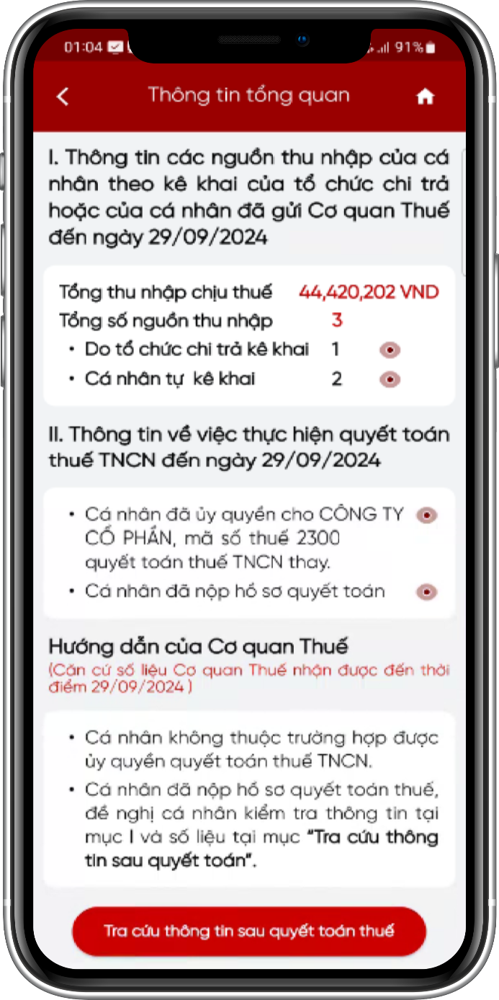 01:04
91%
Thông tin tổng quan
I. Thông tin các nguồn thu nhập của cá
nhân theo kê khai của tổ chức chi trả
hoặc của cá nhân đã gửi Cơ quan Thuế
đến ngày 29/09/2024
Tổng thu nhập chịu thuế 44,420,202 VND
Tổng số nguồn thu nhập 3
• Do tổ chức chi trả kê khai 1
• Cá nhân tự kê khai 2
II. Thông tin về việc thực hiện quyết toán
thuế TNCN đến ngày 29/09/2024
• Cá nhân đã ủy quyền cho CÔNG TY
CỔ PHẦN, mã số thuế 2300
quyết toán thuế TNCN thay.
• Cá nhân đã nộp hồ sơ quyết toán
Hướng dẫn của Cơ quan Thuế
(Căn cứ số liệu Cơ quan Thuế nhận được đến thời
điểm 29/09/2024 )
• Cá nhân không thuộc trường hợp được
ủy quyền quyết toán thuế TNCN.
• Cá nhân đã nộp hồ sơ quyết toán thuế,
đề nghị cá nhân kiểm tra thông tin tại
mục I và số liệu tại mục “Tra cứu thông
tin sau quyết toán”.
Tra cứu thông tin sau quyết toán thuế